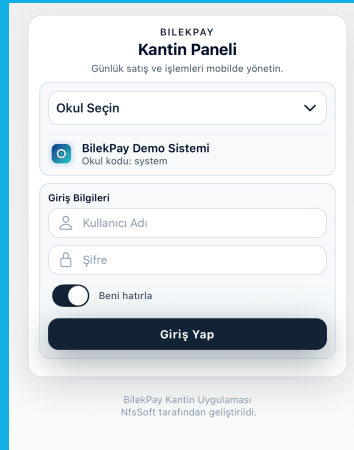 BILEKPAY
Kantin Paneli
Günlük satış ve işlemleri mobilde yönetin.
Okul Seçin
BilekPay Demo Sistemi
Okul kodu: system
Giriş Bilgileri
Kullanıcı Adı
Şifre
Beni hatırla
Giriş Yap
BilekPay Kantin Uygulaması
NfsSoft tarafından geliştirildi.